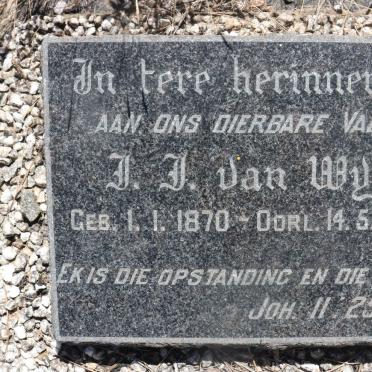 In tere herinner
AAN ONS DIERBARE VA
J. J. van Wy
GEB. 1. 1. 1870 - OORL. 14. 5.
EK IS DIE OPSTANDING EN DIE
JOH. 11: 25